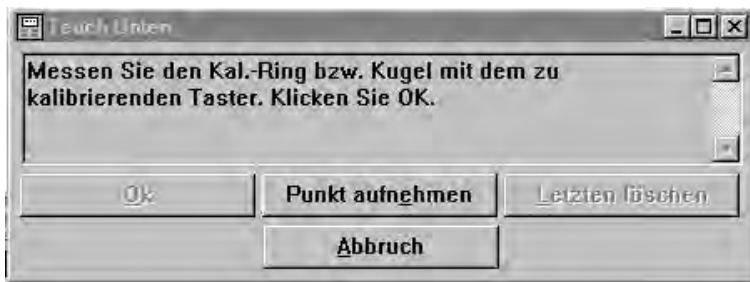 Teach Daten
Messen Sie den Kal.-Ring bzw. Kugel mit dem zu
kalibrierenden Taster. Klicken Sie OK.
Ok
Punkt aufnehmen
Letzten löschen
Abbruch